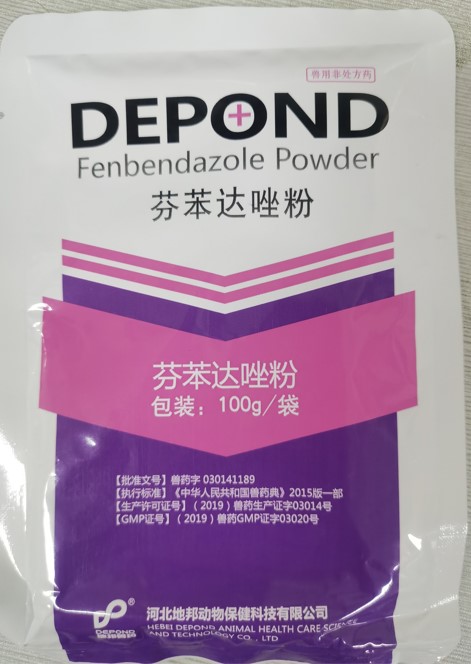 兽用非处方药
DEPOND
Fenbendazole Powder
芬苯达唑粉
芬苯达唑粉
包装：100g/袋
【批准文号】兽药字 030141189
【执行标准】《中华人民共和国兽药典》2015版一部
【生产许可证号】（2019）兽药生产证字03014号
【GMP证号】（2019）兽药GMP证字03020号
®
DEPOND
河北地邦动物保健科技有限公司
HEBEI DEPOND ANIMAL HEALTH CARE SCIENCE
AND TECHNOLOGY CO., LTD